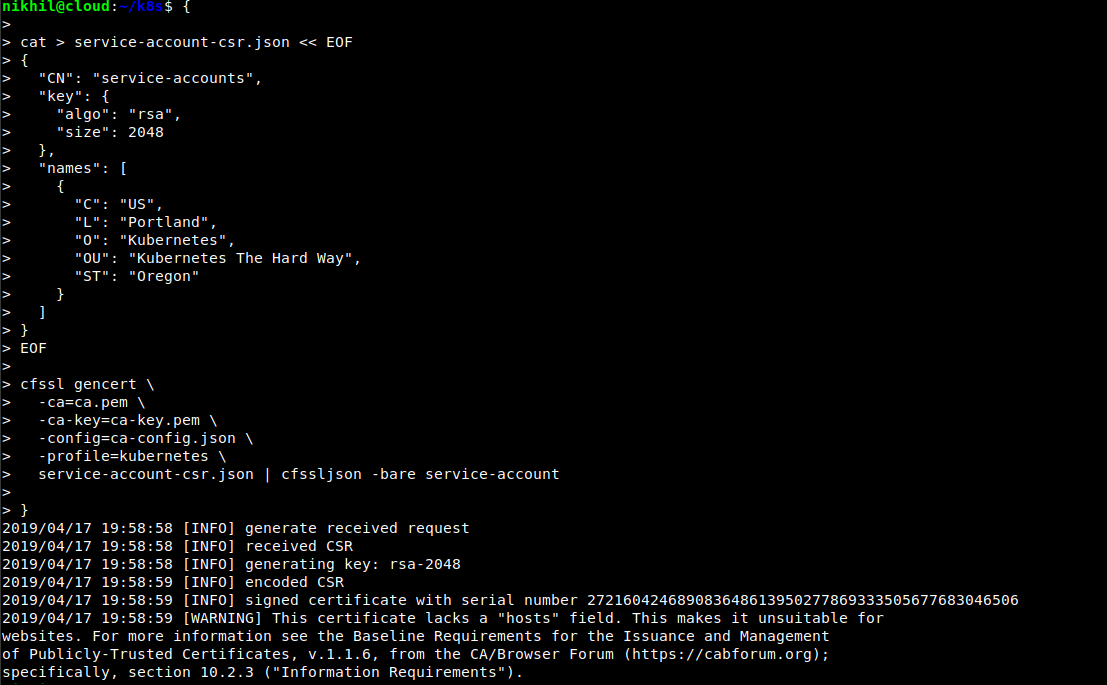 nikhil@cloud:~/k8s$ {
>
> cat > service-account-csr.json << EOF
> {
>   "CN": "service-accounts",
>   "key": {
>     "algo": "rsa",
>     "size": 2048
>   },
>   "names": [
>     {
>       "C": "US",
>       "L": "Portland",
>       "O": "Kubernetes",
>       "OU": "Kubernetes The Hard Way",
>       "ST": "Oregon"
>     }
>   ]
> }
> EOF
>
> cfssl gencert \
>   -ca=ca.pem \
>   -ca-key=ca-key.pem \
>   -config=ca-config.json \
>   -profile=kubernetes \
>   service-account-csr.json | cfssljson -bare service-account
>
> }
2019/04/17 19:58:58 [INFO] generate received request
2019/04/17 19:58:58 [INFO] received CSR
2019/04/17 19:58:58 [INFO] generating key: rsa-2048
2019/04/17 19:58:59 [INFO] encoded CSR
2019/04/17 19:58:59 [INFO] signed certificate with serial number 272160424689083648613950277869333505677683046506
2019/04/17 19:58:59 [WARNING] This certificate lacks a "hosts" field. This makes it unsuitable for
websites. For more information see the Baseline Requirements for the Issuance and Management
of Publicly-Trusted Certificates, v.1.1.6, from the CA/Browser Forum (https://cabforum.org);
specifically, section 10.2.3 ("Information Requirements").